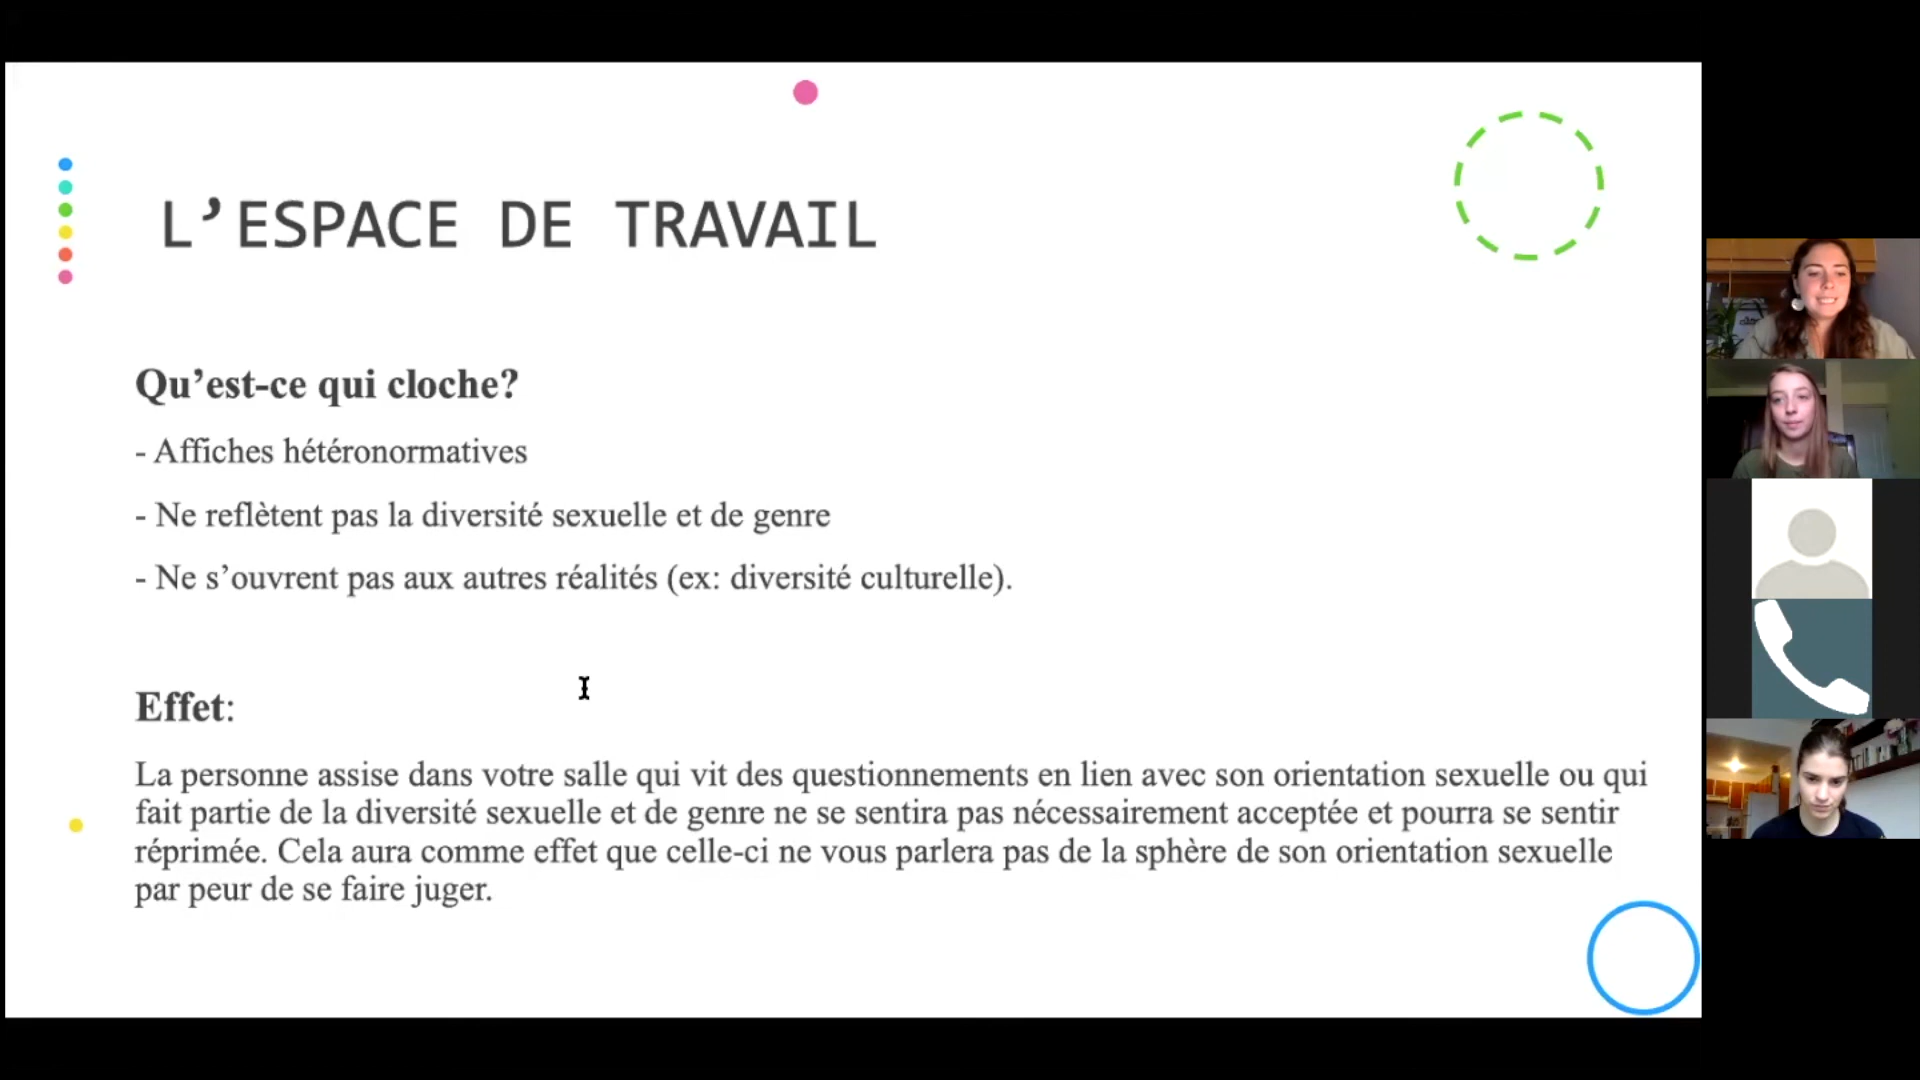 L’ESPACE DE TRAVAIL
Qu’est-ce qui cloche?
- Affiches hétéronormatives
- Ne reflètent pas la diversité sexuelle et de genre
- Ne s’ouvrent pas aux autres réalités (ex: diversité culturelle).
Effet:
La personne assise dans votre salle qui vit des questionnements en lien avec son orientation sexuelle ou qui
fait partie de la diversité sexuelle et de genre ne se sentira pas nécessairement acceptée et pourra se sentir
réprimée. Cela aura comme effet que celle-ci ne vous parlera pas de la sphère de son orientation sexuelle
par peur de se faire juger.